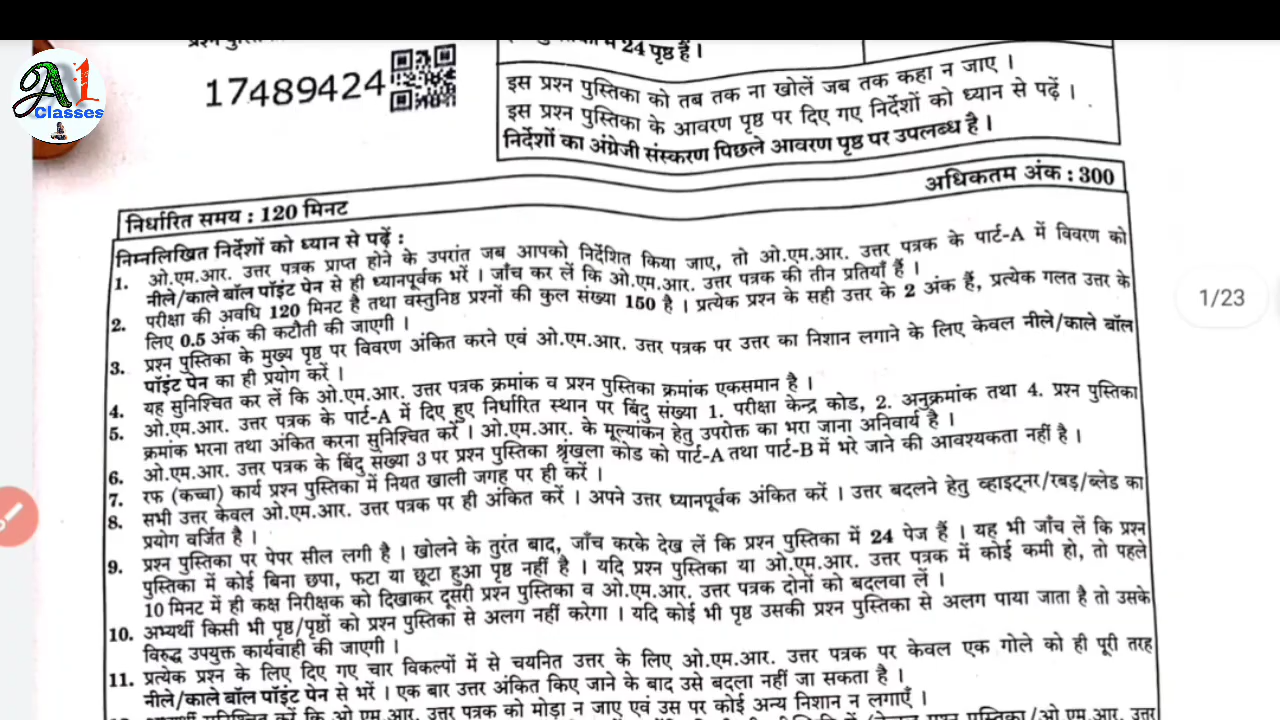 में 24 पृष्ठ हैं ।
17489424
A1
Classes
इस प्रश्न पुस्तिका को तब तक ना खोलें जब तक कहा न जाए ।
इस प्रश्न पुस्तिका के आवरण पृष्ठ पर दिए गए निर्देशों को ध्यान से पढ़ें ।
निर्देशों का अंग्रेजी संस्करण पिछले आवरण पृष्ठ पर उपलब्ध है ।
निर्धारित समय : 120 मिनट
अधिकतम अंक : 300
निम्नलिखित निर्देशों को ध्यान से पढ़ें :
1. ओ.एम.आर. उत्तर पत्रक प्राप्त होने के उपरांत जब आपको निर्देशित किया जाए, तो ओ.एम.आर. उत्तर पत्रक के पार्ट-A में विवरण को
नीले/काले बॉल पॉइंट पेन से ही ध्यानपूर्वक भरें । जाँच कर लें कि ओ.एम.आर. उत्तर पत्रक की तीन प्रतियाँ हैं ।
2. परीक्षा की अवधि 120 मिनट है तथा वस्तुनिष्ठ प्रश्नों की कुल संख्या 150 है । प्रत्येक प्रश्न के सही उत्तर के 2 अंक हैं, प्रत्येक गलत उत्तर के
लिए 0.5 अंक की कटौती की जाएगी ।
3. प्रश्न पुस्तिका के मुख्य पृष्ठ पर विवरण अंकित करने एवं ओ.एम.आर. उत्तर पत्रक पर उत्तर का निशान लगाने के लिए केवल नीले/काले बॉल
पॉइंट पेन का ही प्रयोग करें ।
4. यह सुनिश्चित कर लें कि ओ.एम.आर. उत्तर पत्रक क्रमांक व प्रश्न पुस्तिका क्रमांक एकसमान है ।
5. ओ.एम.आर. उत्तर पत्रक के पार्ट-A में दिए हुए निर्धारित स्थान पर बिंदु संख्या 1. परीक्षा केन्द्र कोड, 2. अनुक्रमांक तथा 4. प्रश्न पुस्तिका
क्रमांक भरना तथा अंकित करना सुनिश्चित करें । ओ.एम.आर. के मूल्यांकन हेतु उपरोक्त का भरा जाना अनिवार्य है ।
6. ओ.एम.आर. उत्तर पत्रक के बिंदु संख्या 3 पर प्रश्न पुस्तिका श्रृंखला कोड को पार्ट-A तथा पार्ट-B में भरे जाने की आवश्यकता नहीं है ।
7. रफ (कच्चा) कार्य प्रश्न पुस्तिका में नियत खाली जगह पर ही करें ।
8. सभी उत्तर केवल ओ.एम.आर. उत्तर पत्रक पर ही अंकित करें । अपने उत्तर ध्यानपूर्वक अंकित करें । उत्तर बदलने हेतु व्हाइट्नर/रबड़/ब्लेड का
प्रयोग वर्जित है ।
9. प्रश्न पुस्तिका पर पेपर सील लगी है । खोलने के तुरंत बाद, जाँच करके देख लें कि प्रश्न पुस्तिका में 24 पेज हैं । यह भी जाँच लें कि प्रश्न
पुस्तिका में कोई बिना छपा, फटा या छूटा हुआ पृष्ठ नहीं है । यदि प्रश्न पुस्तिका या ओ.एम.आर. उत्तर पत्रक में कोई कमी हो, तो पहले
10 मिनट में ही कक्ष निरीक्षक को दिखाकर दूसरी प्रश्न पुस्तिका व ओ.एम.आर. उत्तर पत्रक दोनों को बदलवा लें ।
10. अभ्यर्थी किसी भी पृष्ठ/पृष्ठों को प्रश्न पुस्तिका से अलग नहीं करेगा । यदि कोई भी पृष्ठ उसकी प्रश्न पुस्तिका से अलग पाया जाता है तो उसके
विरुद्ध उपयुक्त कार्यवाही की जाएगी ।
11. प्रत्येक प्रश्न के लिए दिए गए चार विकल्पों में से चयनित उत्तर के लिए ओ.एम.आर. उत्तर पत्रक पर केवल एक गोले को ही पूरी तरह
नीले/काले बॉल पॉइंट पेन से भरें । एक बार उत्तर अंकित किए जाने के बाद उसे बदला नहीं जा सकता है ।
ओ.एम.आर. उत्तर पत्रक को मोड़ा न जाए एवं उस पर कोई अन्य निशान न लगाएँ ।
1/23